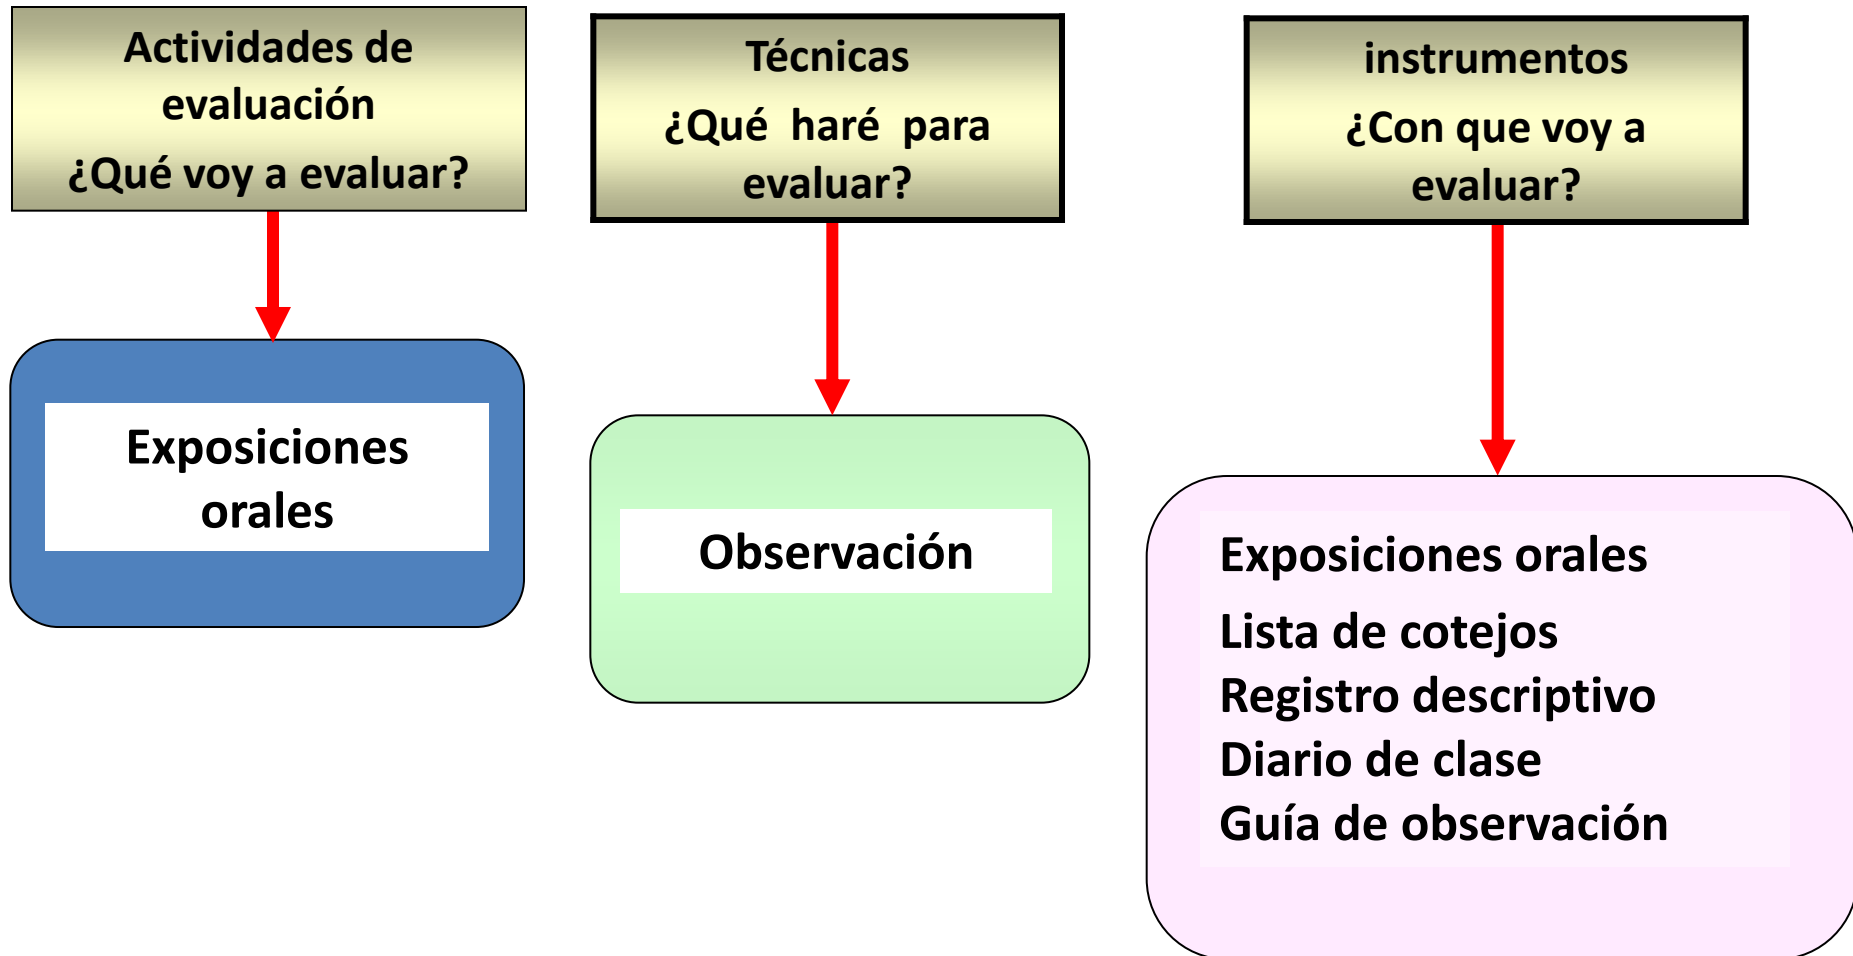 Actividades de
evaluación
¿Qué voy a evaluar?
Técnicas
¿Qué haré para
evaluar?
instrumentos
¿Con que voy a
evaluar?
Exposiciones
orales
Observación
Exposiciones orales
Lista de cotejos
Registro descriptivo
Diario de clase
Guía de observación